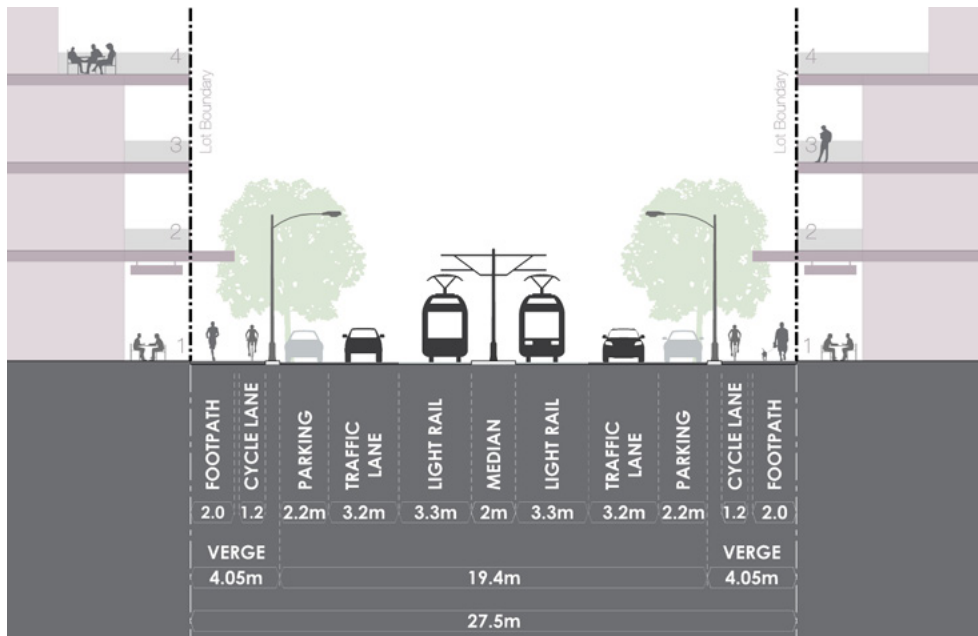 4
Lot Boundary
3
2
1
4
Lot Boundary
3
2
1
FOOTPATH
CYCLE LANE
PARKING
TRAFFIC
LANE
LIGHT RAIL
MEDIAN
LIGHT RAIL
TRAFFIC
LANE
PARKING
CYCLE LANE
FOOTPATH
2.0 1.2 2.2m 3.2m 3.3m 2m 3.3m 3.2m 2.2m 1.2 2.0
VERGE VERGE
4.05m 19.4m 4.05m
27.5m